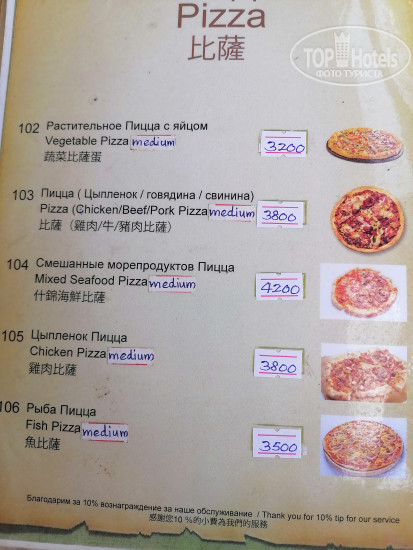 Pizza
比薩
TOP Hotels
ФОТО ТУРИСТА
102 Растительное Пицца с яйцом
Vegetable Pizza medium 3200
蔬菜比薩蛋
103 Пицца ( Цыпленок / говядина / свинина )
Pizza (Chicken/Beef/Pork Pizza medium 3800
比薩（雞肉/牛/豬肉比薩）
104 Смешанные морепродуктов Пицца
Mixed Seafood Pizza medium 4200
什錦海鮮比薩
105 Цыпленок Пицца
Chicken Pizza medium 3800
雞肉比薩
106 Рыба Пицца
Fish Pizza medium 3500
魚比薩
Благодарим за 10% вознаграждение за наше обслуживание / Thank you for 10% tip for our service
感謝您10 %的小費為我們的服務